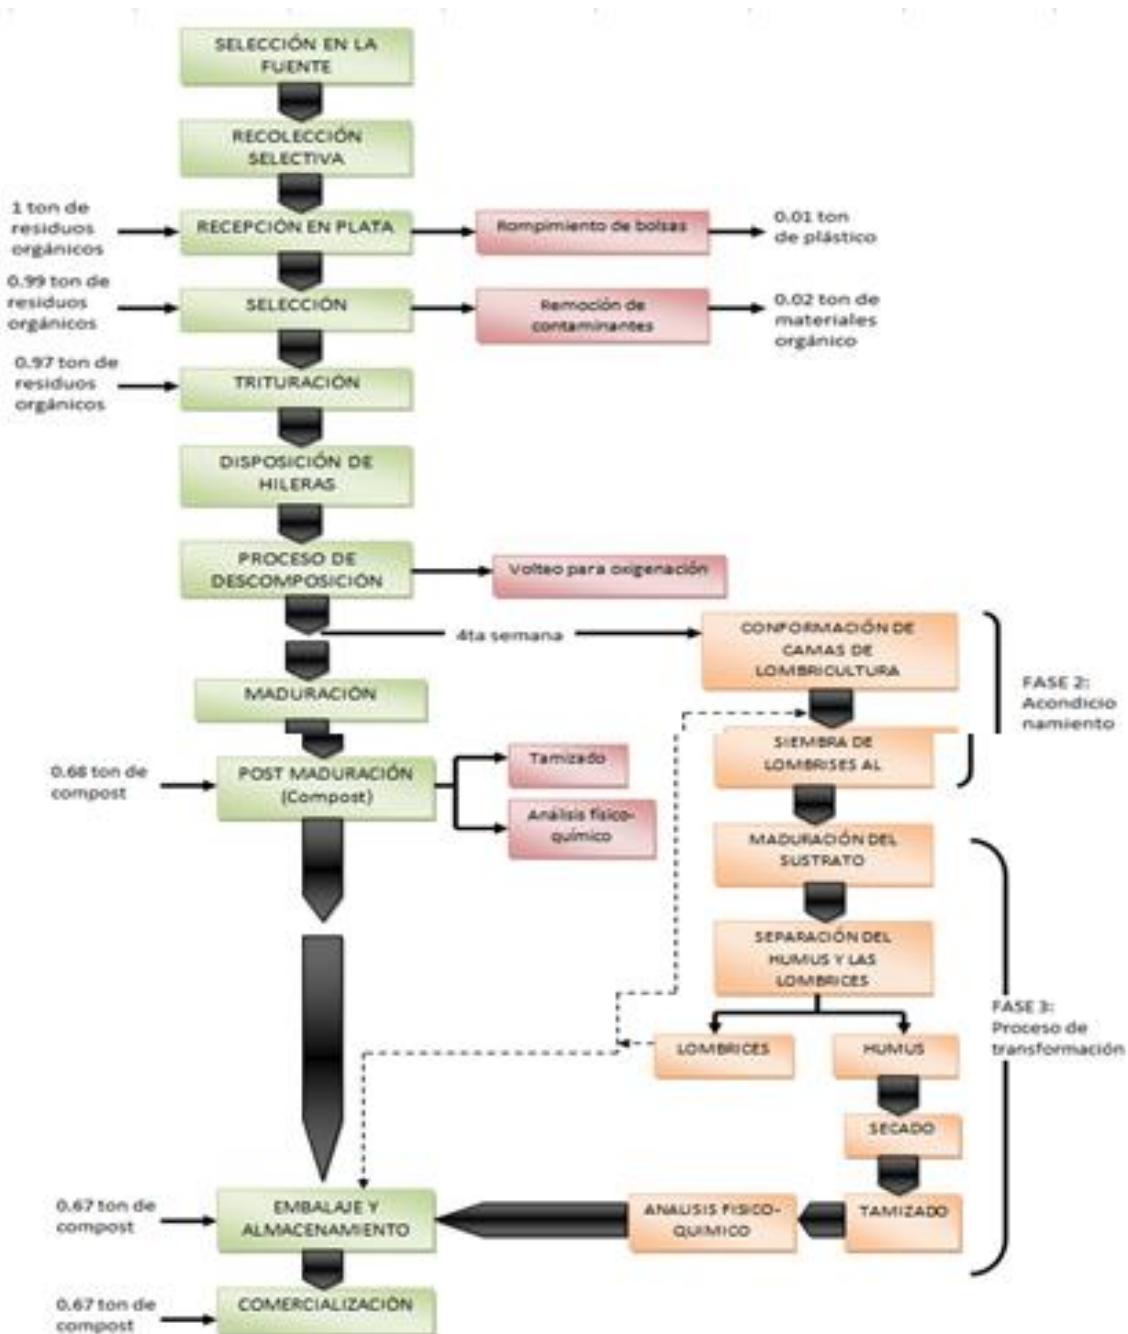 SELECCIÓN EN LA
FUENTE
RECOLECCIÓN
SELECTIVA
1 ton de
residuos
orgánicos
RECEPCIÓN EN PLATA
Rompimiento de bolsas
0.01 ton
de plástico
0.99 ton de
residuos
orgánicos
SELECCIÓN
Remoción de
contaminantes
0.02 ton de
materiales
orgánico
0.97 ton de
residuos
orgánicos
TRITURACIÓN
DISPOSICIÓN DE
HILERAS
PROCESO DE
DESCOMPOSICIÓN
Volteo para oxigenación
4ta semana
CONFORMACIÓN DE
CAMAS DE
LOMBRICULTURA
FASE 2:
Acondicio
namiento
MADURACIÓN
SIEMBRA DE
LOMBRISES AL
0.68 ton de
compost
POST MADURACIÓN
(Compost)
Tamizado
Análisis físico-
químico
MADURACIÓN DEL
SUSTRATO
SEPARACIÓN DEL
HUMUS Y LAS
LOMBRICES
FASE 3:
Proceso de
transformación
LOMBRICES
HUMUS
SECADO
0.67 ton de
compost
EMBALAJE Y
ALMACENAMIENTO
ANALISIS FISICO-
QUIMICO
TAMIZADO
0.67 ton de
compost
COMERCIALIZACIÓN